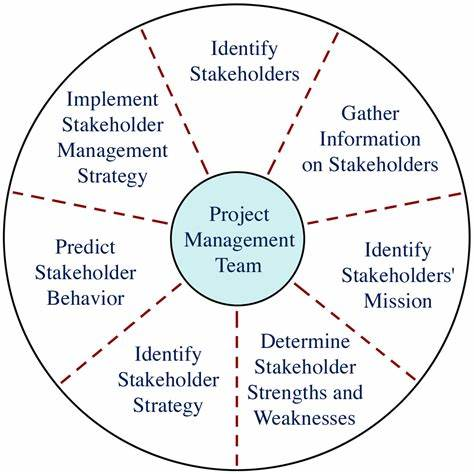 Identify
Stakeholders
Gather
Information
on Stakeholders
Identify
Stakeholders'
Mission
Determine
Stakeholder
Strengths and
Weaknesses
Identify
Stakeholder
Strategy
Predict
Stakeholder
Behavior
Implement
Stakeholder
Management
Strategy
Project
Management
Team